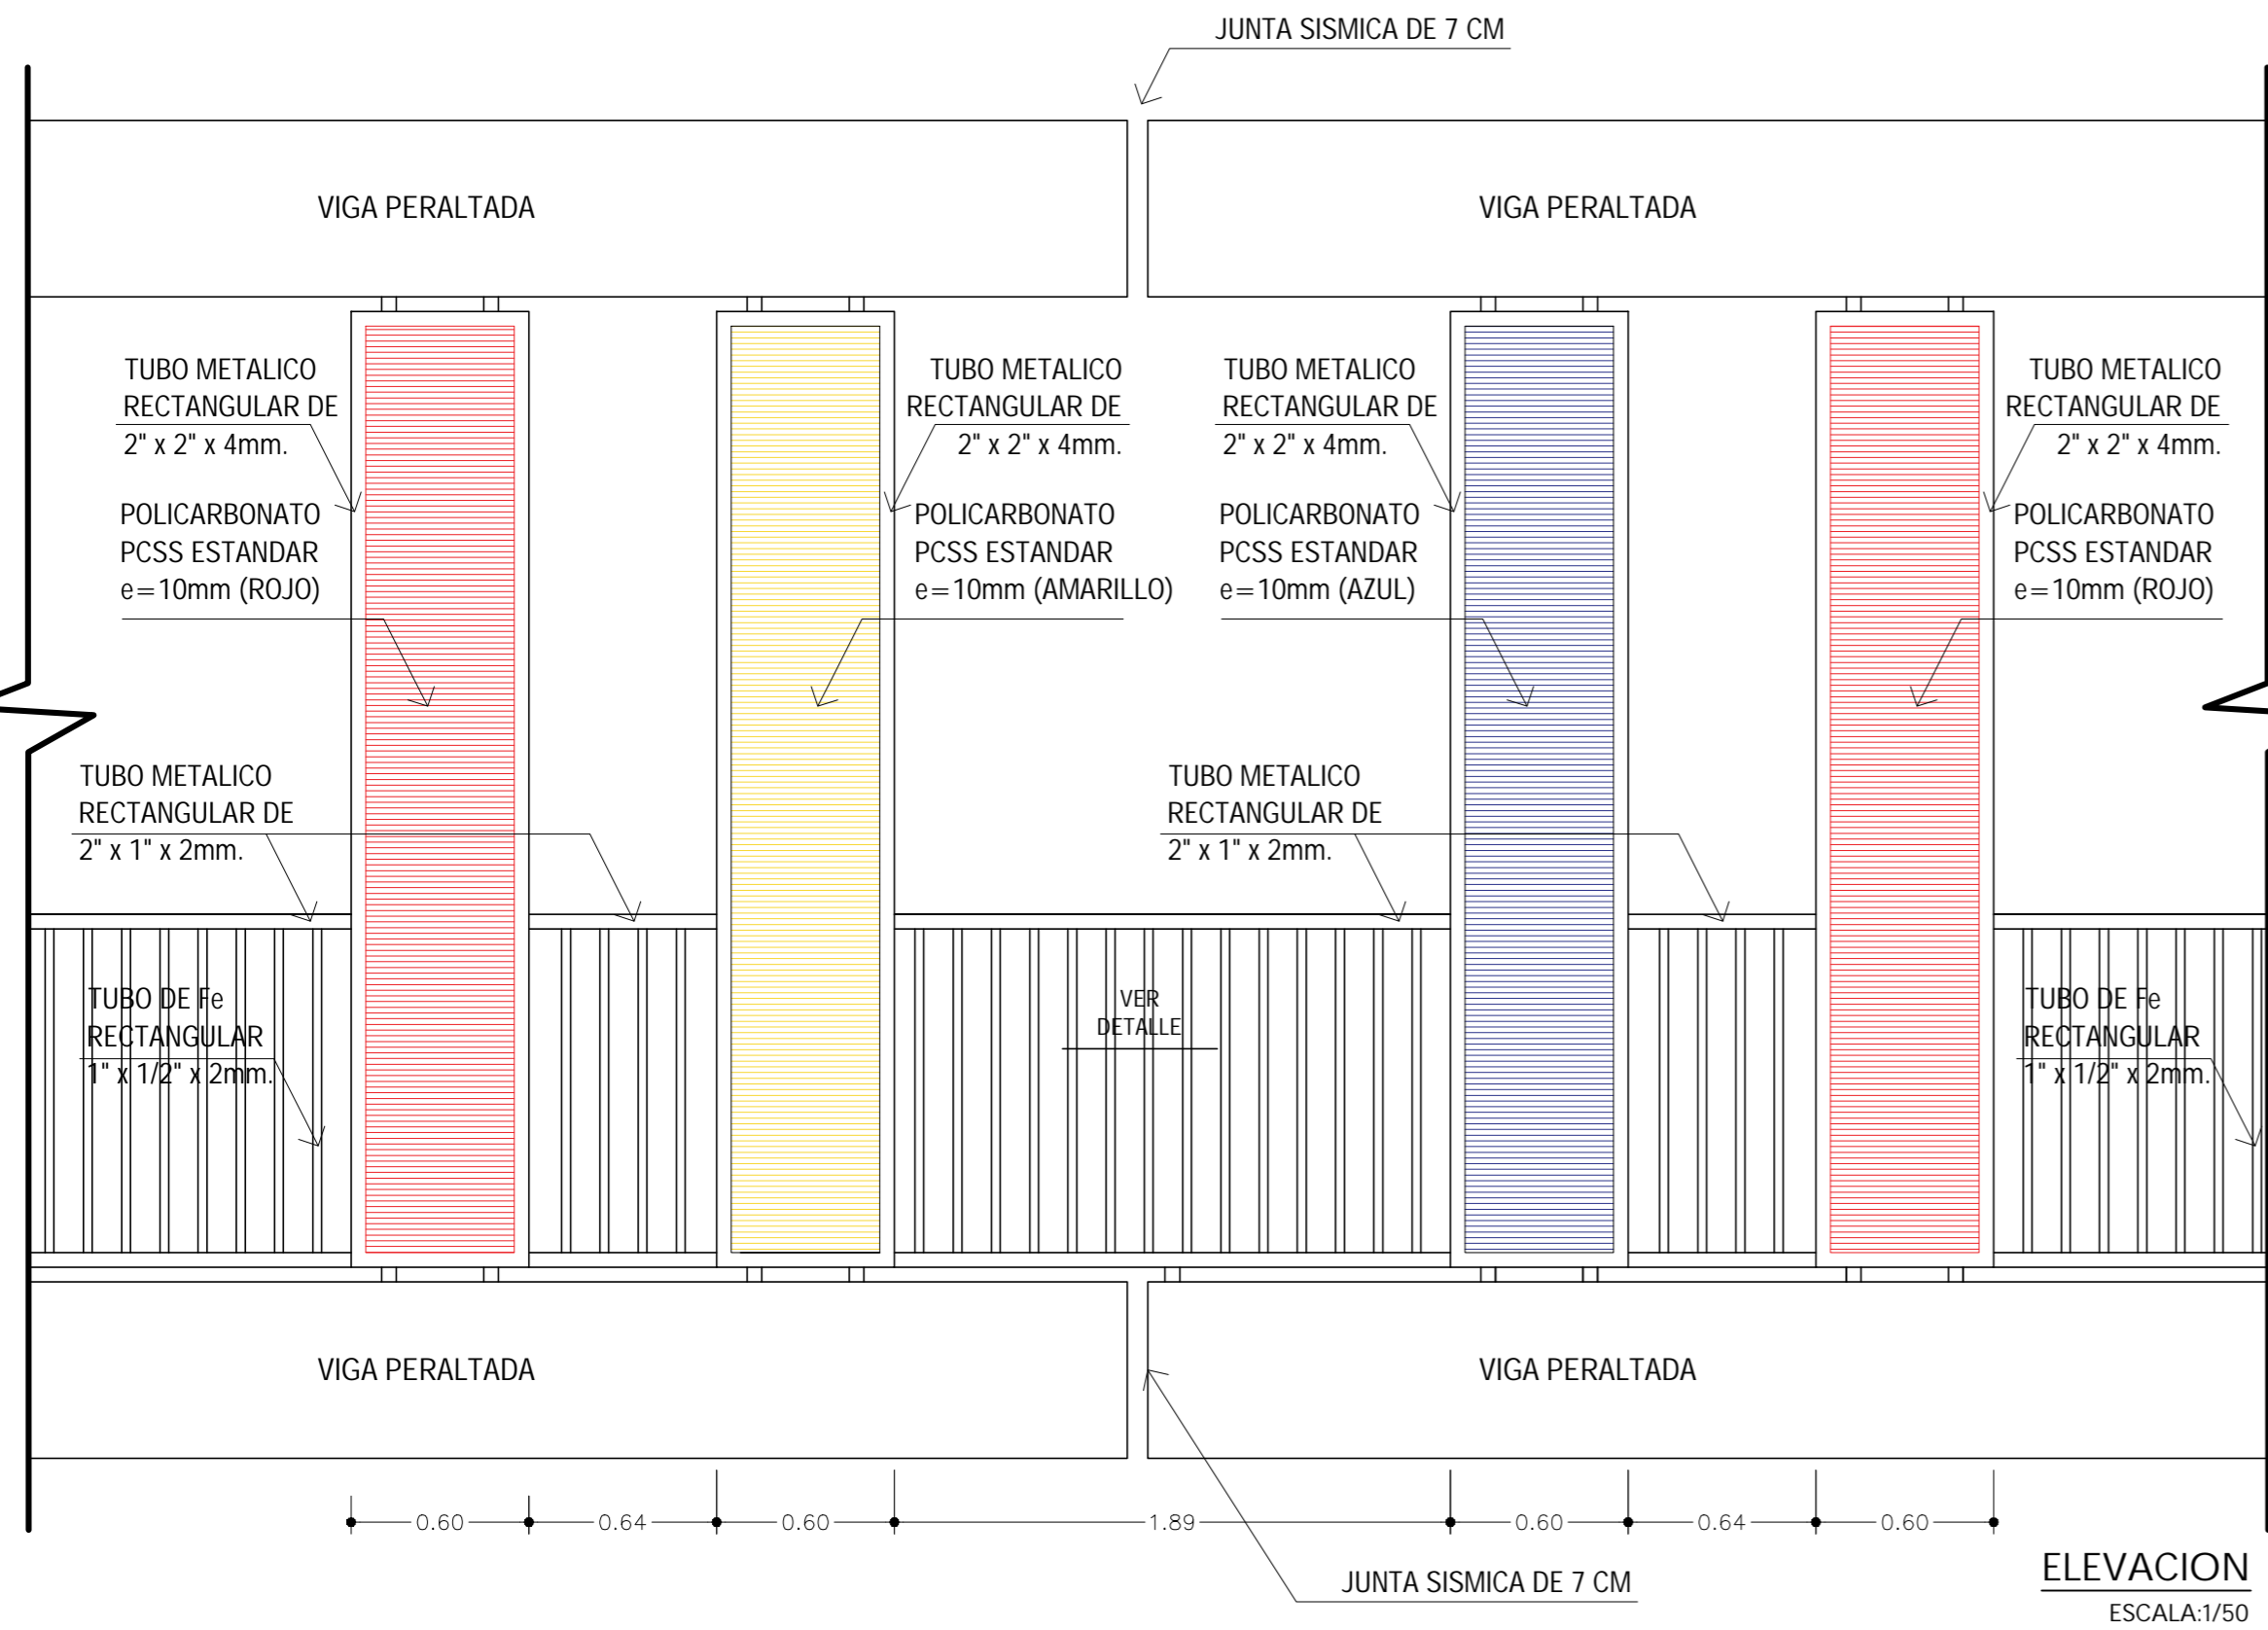 JUNTA SISMICA DE 7 CM
VIGA PERALTADA
VIGA PERALTADA
TUBO METALICO
RECTANGULAR DE
2" x 2" x 4mm.
TUBO METALICO
RECTANGULAR DE
2" x 2" x 4mm.
TUBO METALICO
RECTANGULAR DE
2" x 2" x 4mm.
TUBO METALICO
RECTANGULAR DE
2" x 2" x 4mm.
POLICARBONATO
PCSS ESTANDAR
e=10mm (ROJO)
POLICARBONATO
PCSS ESTANDAR
e=10mm (AMARILLO)
POLICARBONATO
PCSS ESTANDAR
e=10mm (AZUL)
POLICARBONATO
PCSS ESTANDAR
e=10mm (ROJO)
TUBO METALICO
RECTANGULAR DE
2" x 1" x 2mm.
TUBO METALICO
RECTANGULAR DE
2" x 1" x 2mm.
TUBO DE Fe
RECTANGULAR
1" x 1/2" x 2mm.
VER
DETALLE
TUBO DE Fe
RECTANGULAR
1" x 1/2" x 2mm.
VIGA PERALTADA
VIGA PERALTADA
0.60 0.64 0.60 1.89 0.60 0.64 0.60
JUNTA SISMICA DE 7 CM
ELEVACION
ESCALA:1/50